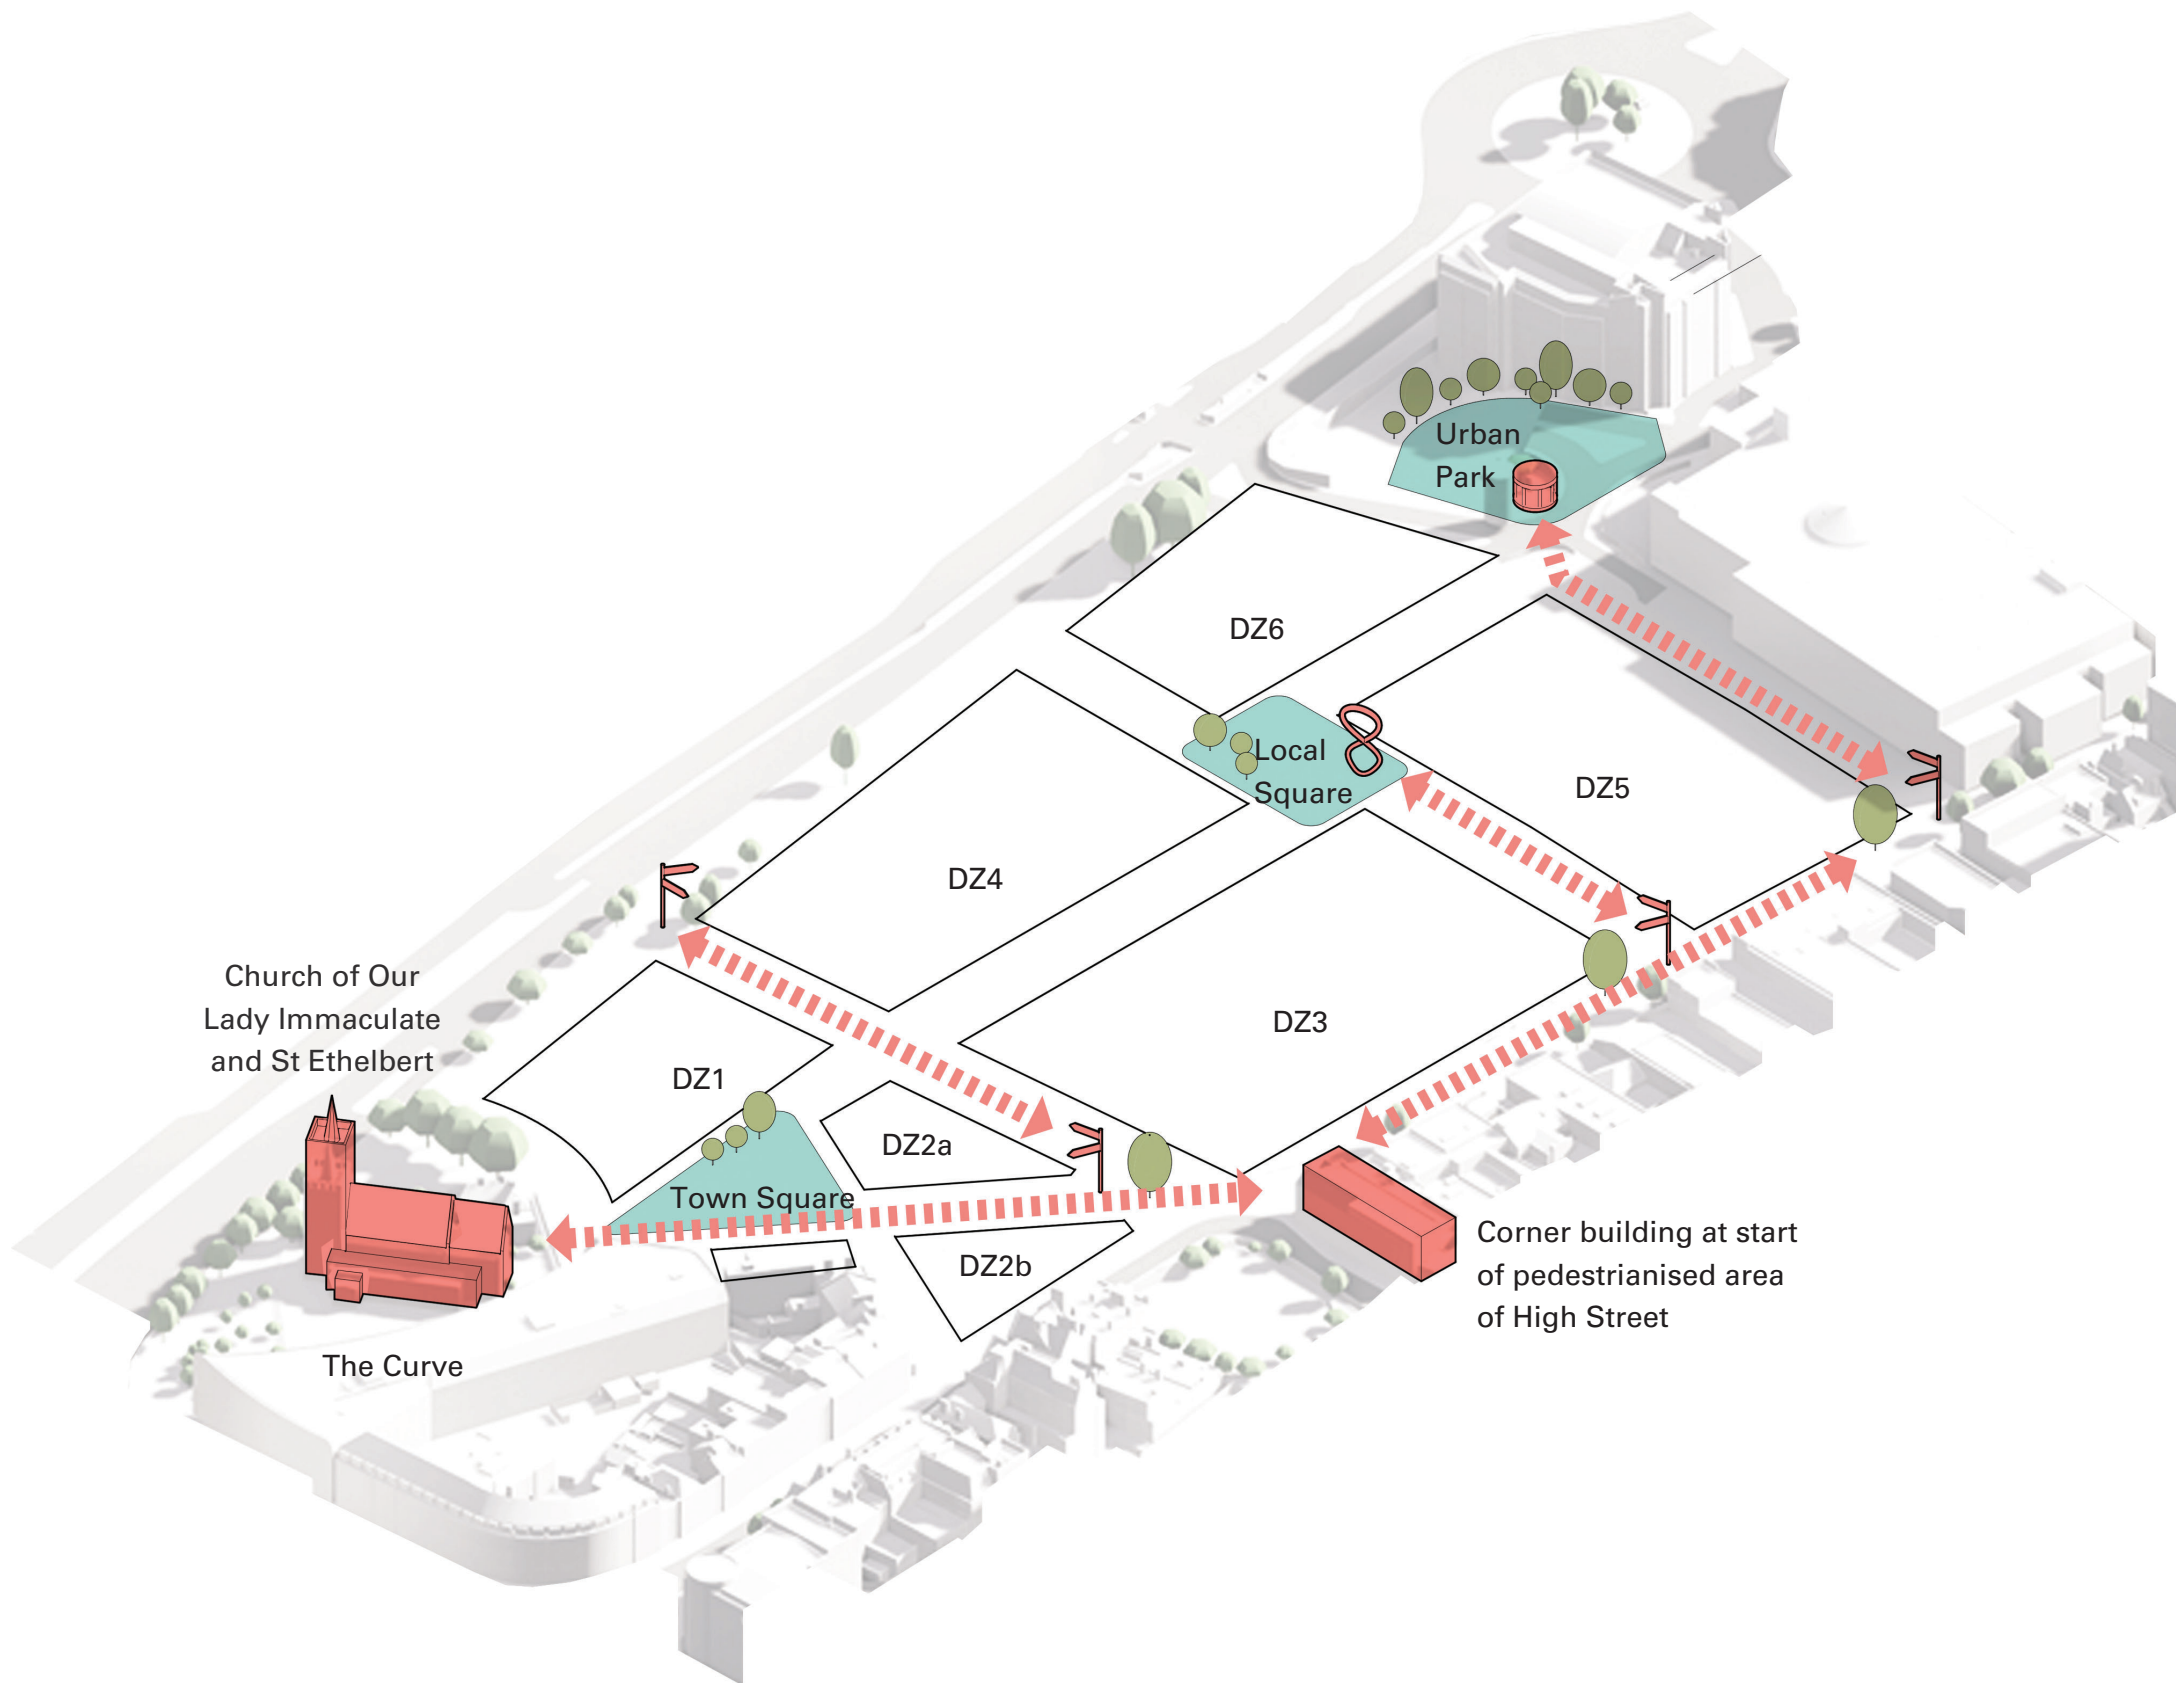 Urban
Park
DZ6
Local
Square
DZ5
DZ4
Church of Our
Lady Immaculate
and St Ethelbert
DZ3
DZ1
DZ2a
Town Square
Corner building at start
of pedestrianised area
of High Street
DZ2b
The Curve